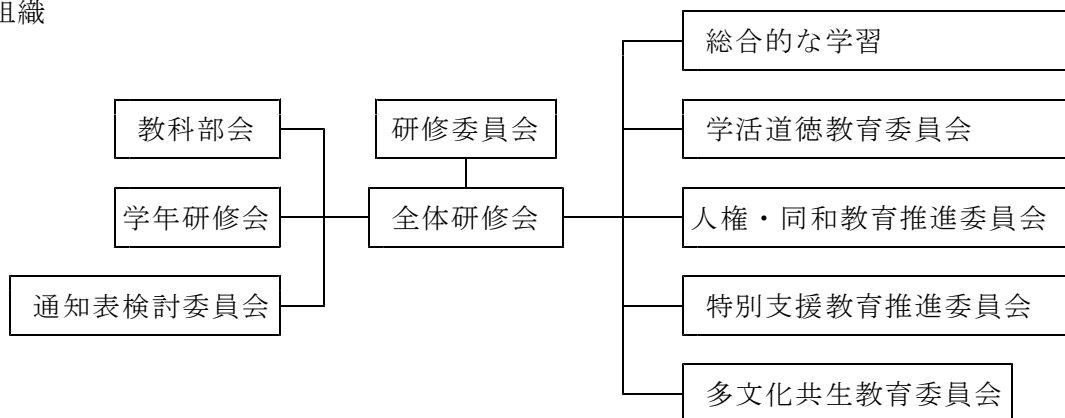 組織
総合的な学習
教科部会
研修委員会
学活道徳教育委員会
学年研修会
全体研修会
人権・同和教育推進委員会
通知表検討委員会
特別支援教育推進委員会
多文化共生教育委員会